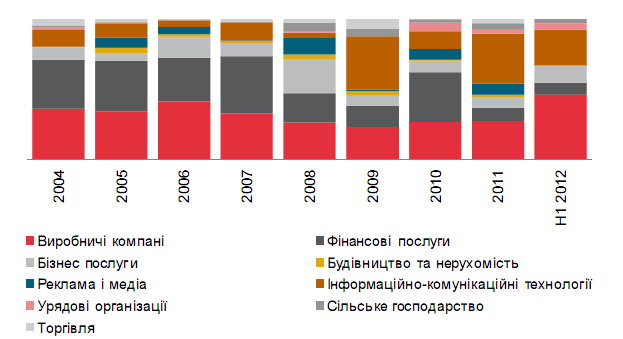 2004 2005 2006 2007 2008 2009 2010 2011 H1 2012
Виробничі компані Фінансові послуги
Бізнес послуги Будівництво та нерухомість
Реклама і медіа Інформаційно-комунікаційні технології
Урядові організації Сільське господарство
Торгівля